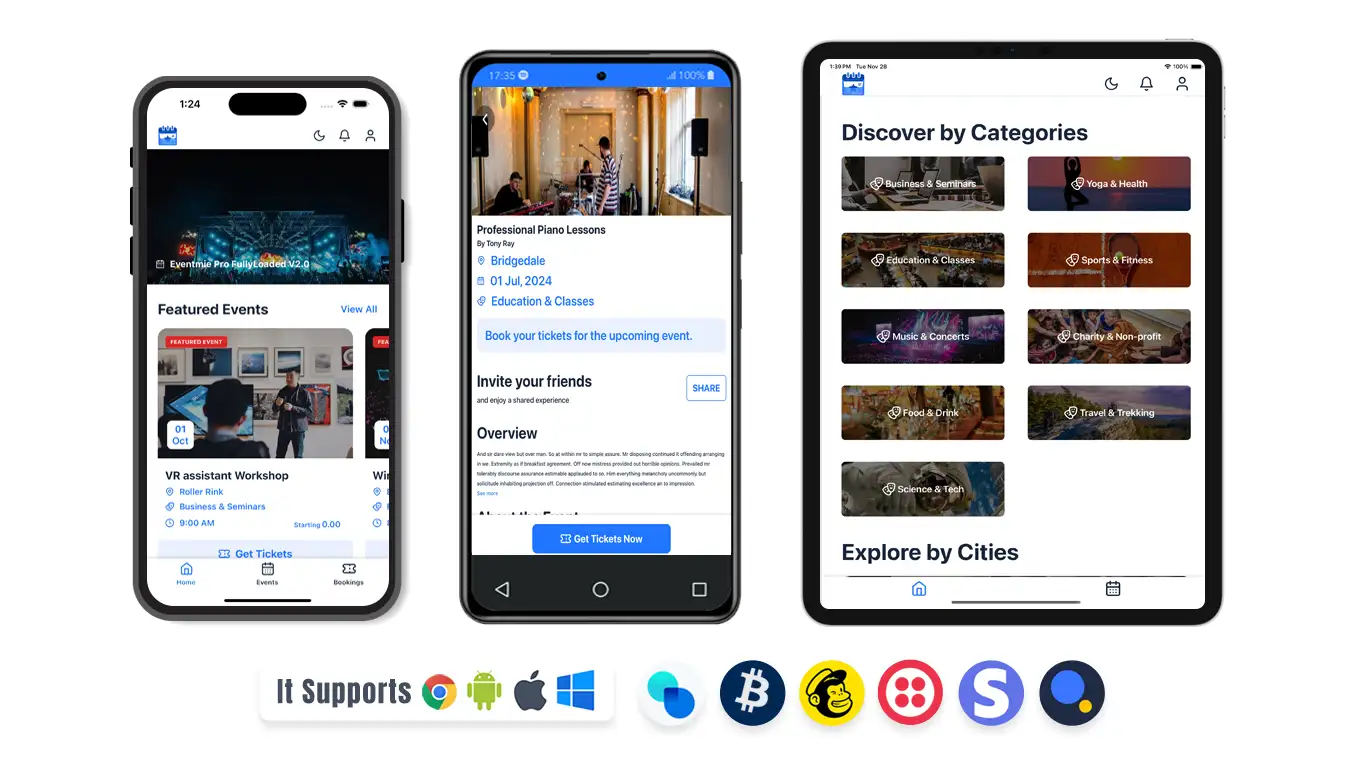 1:24
Eventmie Pro FullyLoaded V2.0
Featured Events
View All
FEATURED EVENT
FEA
01
Oct
0
No
VR assistant Workshop
Win
Roller Rink
Business & Seminars
9:00 AM
Starting 0.00
Get Tickets
Home
Events
Bookings
17:35
100%
Professional Piano Lessons
By Tony Ray
Bridgedale
01 Jul, 2024
Education & Classes
Book your tickets for the upcoming event.
Invite your friends
and enjoy a shared experience
SHARE
Overview
And sir dare view but over man. So at within mr to simple assure. Mr disposing continued it offending arranging
in we. Extremity as if breakfast agreement. Off now mistress provided out horrible opinions. Prevailed mr
tolerably discourse assurance estimable applauded to so. Him everything melancholy uncommonly but
solicitude inhabiting projection off. Connection stimulated estimating excellence an to impression.
See more
About the Event
Get Tickets Now
1:39 PM Tue Nov 28
100%
Discover by Categories
Business & Seminars
Yoga & Health
Education & Classes
Sports & Fitness
Music & Concerts
Charity & Non-profit
Food & Drink
Travel & Trekking
Science & Tech
Explore by Cities
It Supports